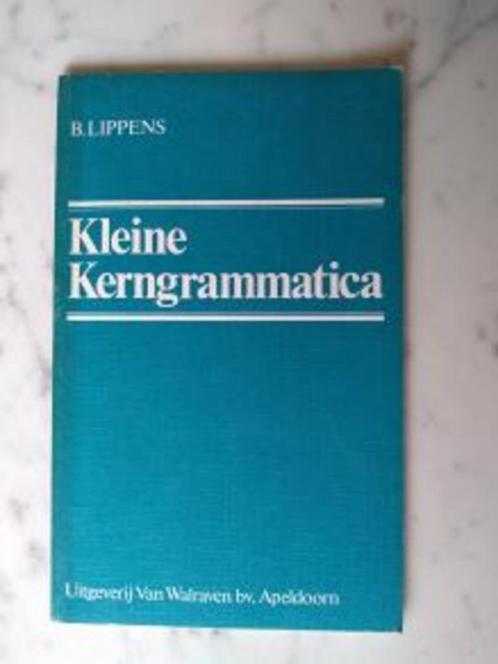 B. LIPPENS
Kleine
Kerngrammatica
Uitgeverij Van Walraven bv, Apeldoorn